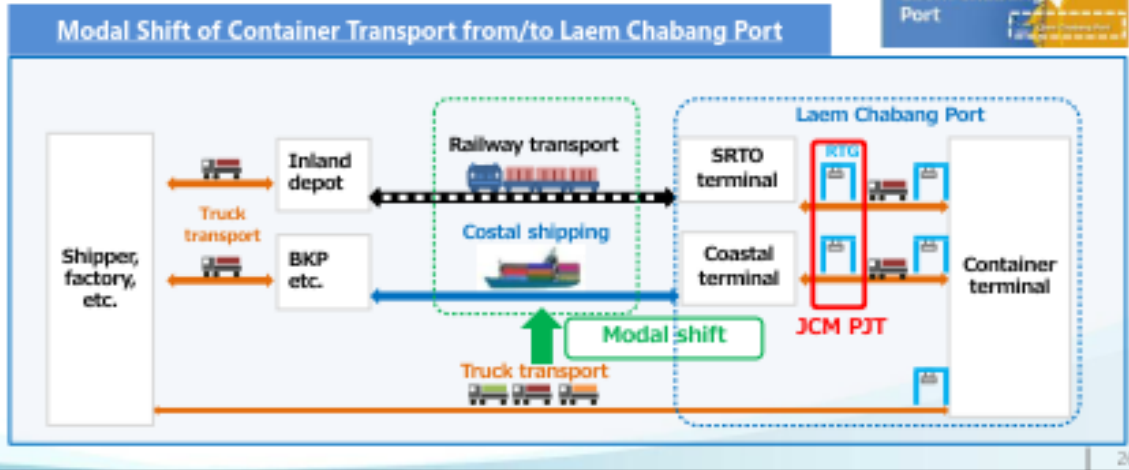 Port
Modal Shift of Container Transport from/to Laem Chabang Port
Laem Chabang Port
Railway transport
Inland
depot
SRTO
terminal
RTG
Truck
transport
Costal shipping
Shipper,
factory,
etc.
BKP
etc.
Coastal
terminal
Container
terminal
JCM PJT
Modal shift
Truck transport